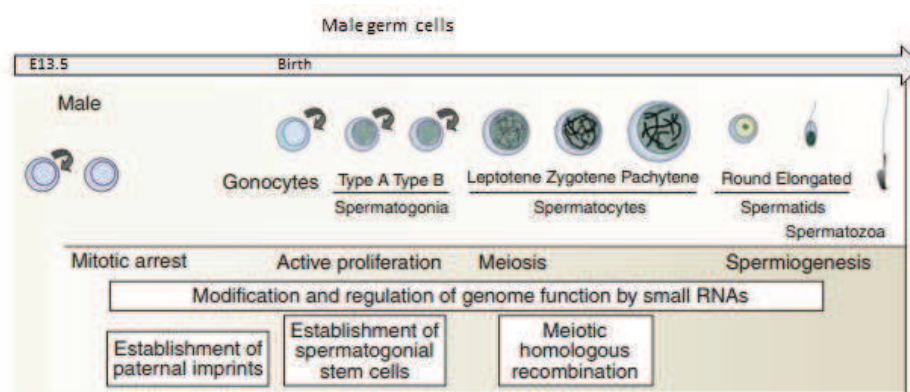 Male germ cells
E13.5 Birth
Male
Gonocytes Type A Type B Leptotene Zygotene Pachytene Round Elongated
Spermatogonia Spermatocytes Spermatids
Spermatozoa
Mitotic arrest Active proliferation Meiosis Spermiogenesis
Modification and regulation of genome function by small RNAs
Establishment of
paternal imprints
Establishment of
spermatogonial
stem cells
Meiotic
homologous
recombination